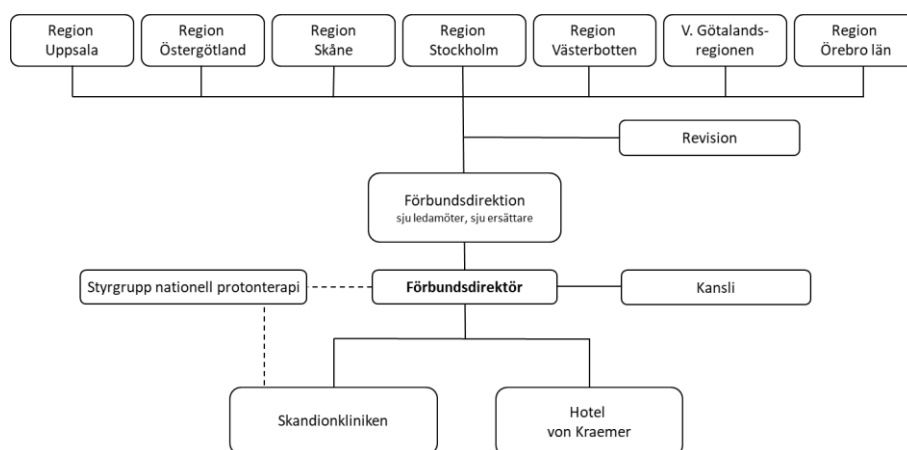 Region
Uppsala
Region
Östergötland
Region
Skåne
Region
Stockholm
Region
Västerbotten
V. Götalands-
regionen
Region
Örebro län
Revision
Förbundsdirektion
sju ledamöter, sju ersättare
Styrgrupp nationell protonterapi
Förbundsdirektör
Kansli
Skandionkliniken
Hotel
von Kraemer